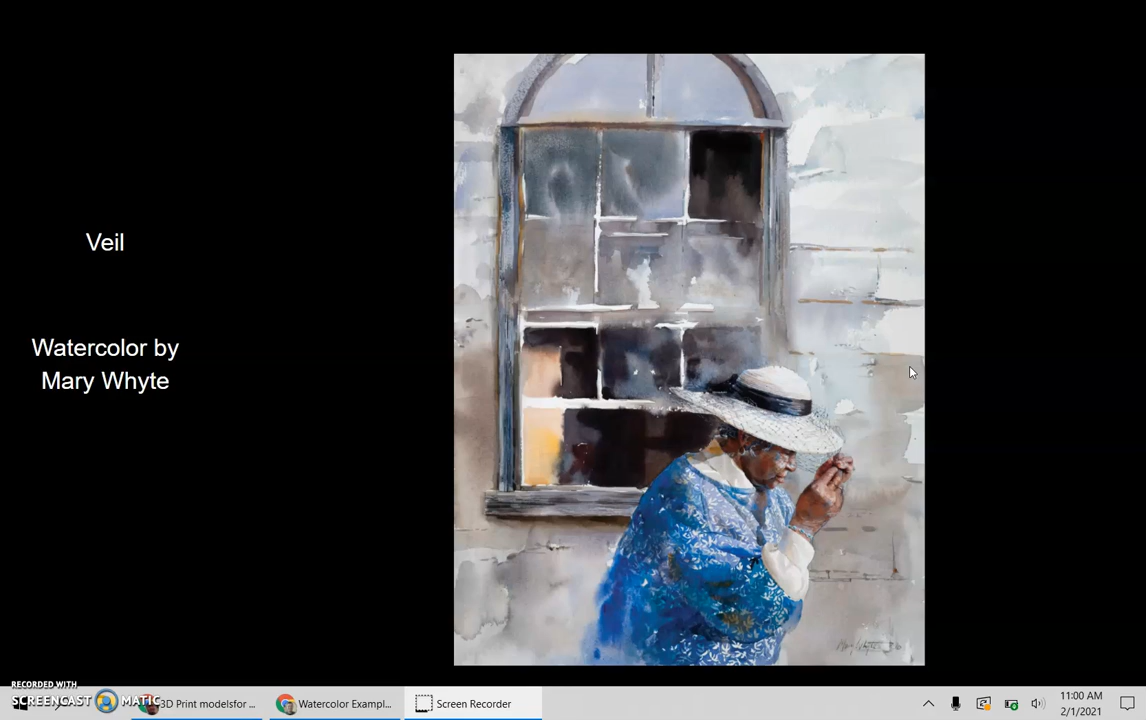 Veil
Watercolor by
Mary Whyte
RECORDED WITH
SCREENCAST MATIC
3D Print modelsfor ...
Watercolor Exampl...
Screen Recorder
11:00 AM
2/1/2021